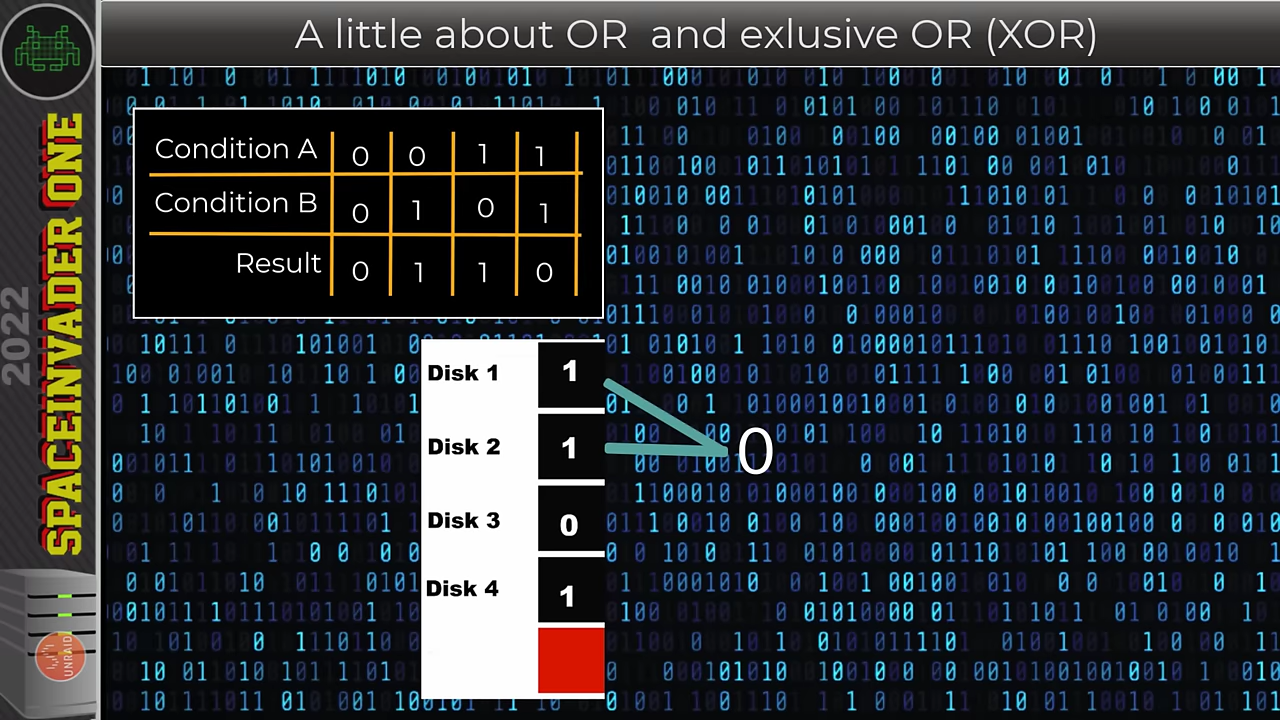 A little about OR and exlusive OR (XOR)
2022
SPACEINVADER ONE
UNRAID
Condition A 0 0 1 1
Condition B 0 1 0 1
Result 0 1 1 0
Disk 1 1
Disk 2 1
0
Disk 3 0
Disk 4 1